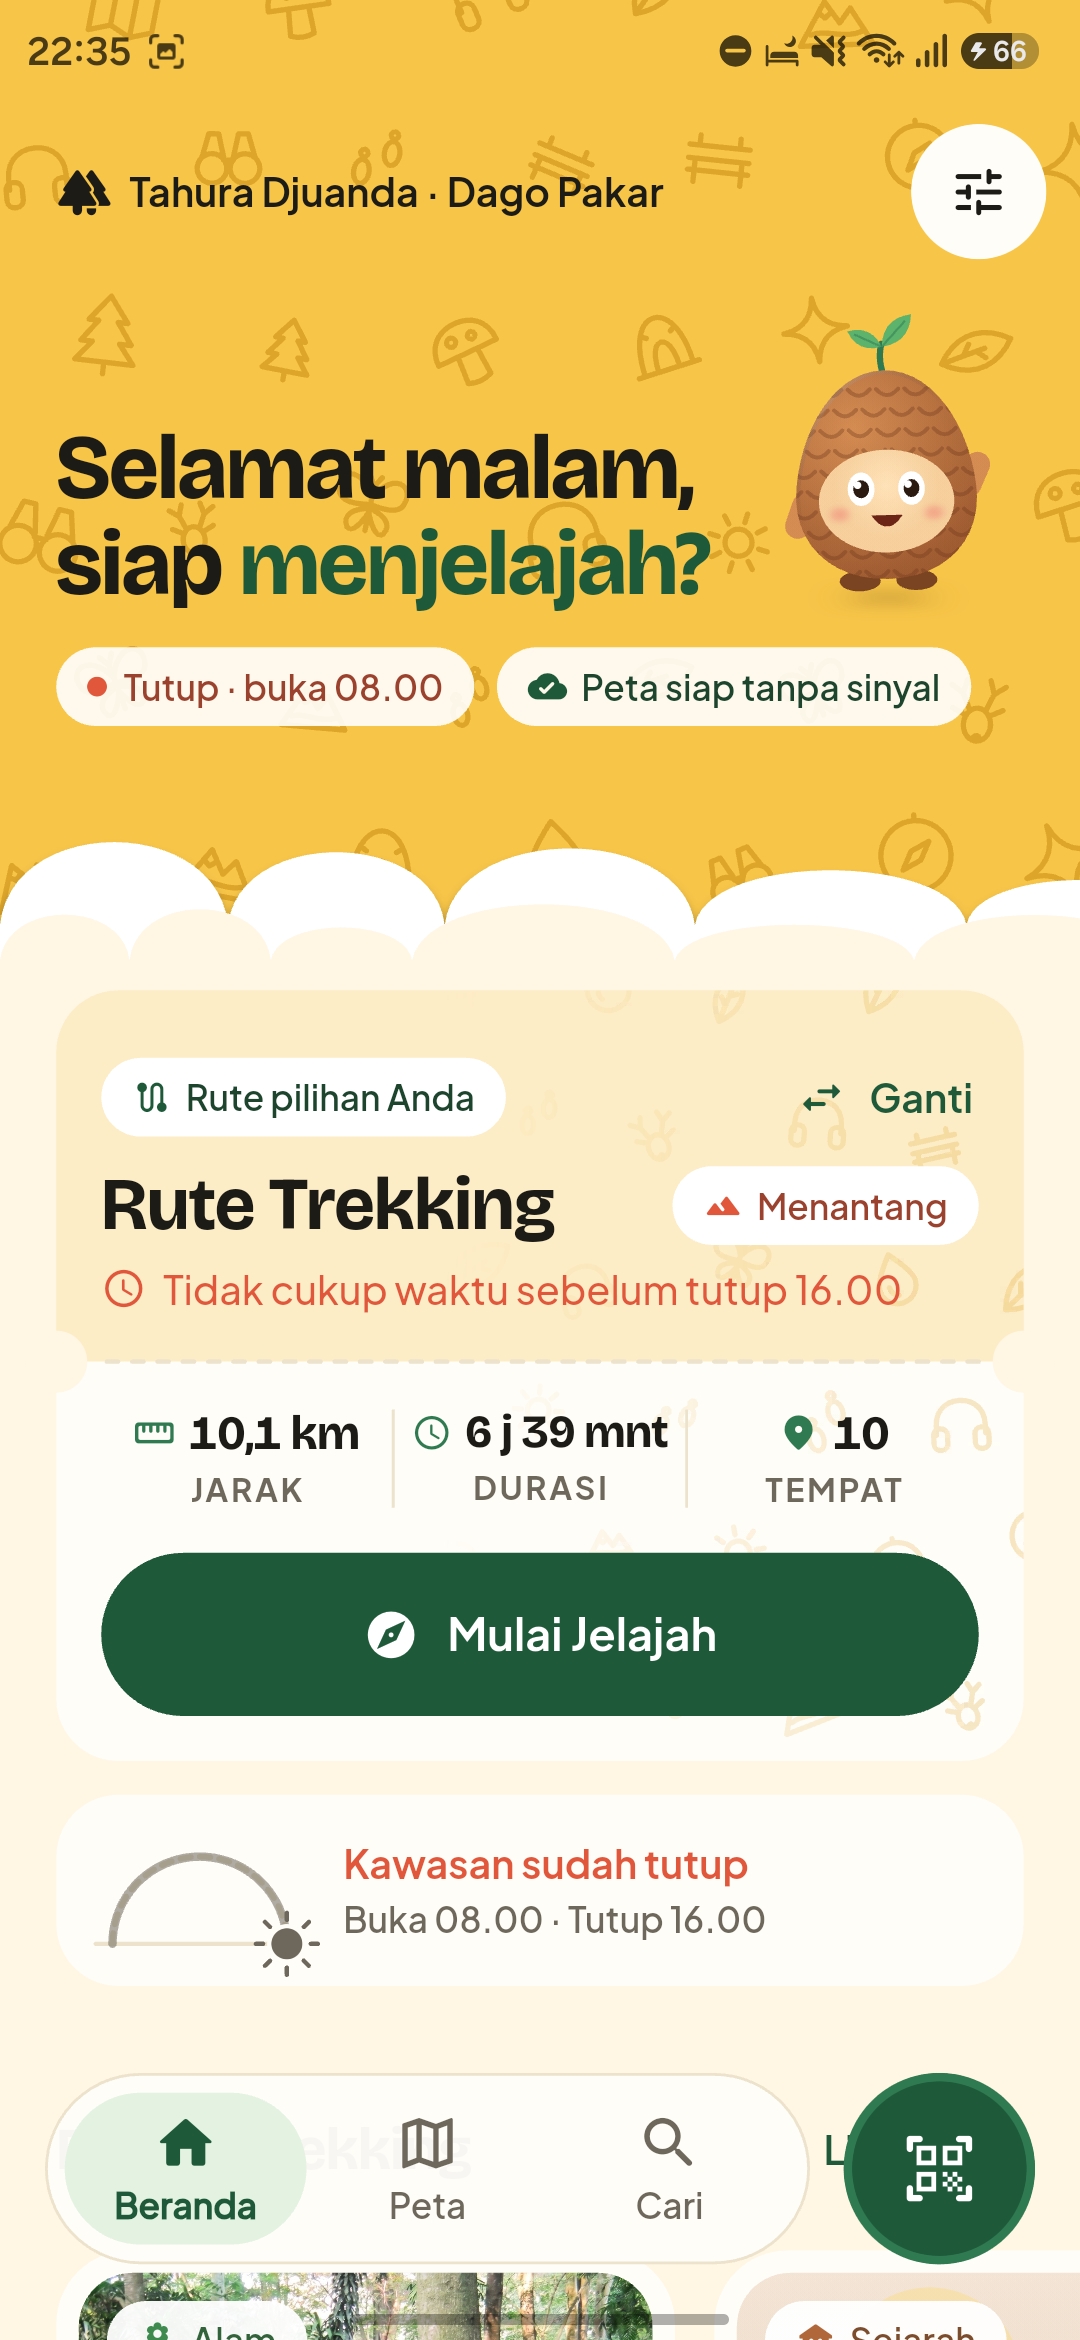 22:35
66
Tahura Djuanda · Dago Pakar
Selamat malam,
siap menjelajah?
Tutup · buka 08.00
Peta siap tanpa sinyal
Rute pilihan Anda
Ganti
Rute Trekking
Menantang
Tidak cukup waktu sebelum tutup 16.00
10,1 km
6 j 39 mnt
10
JARAK
DURASI
TEMPAT
Mulai Jelajah
Kawasan sudah tutup
Buka 08.00 · Tutup 16.00
Beranda
Peta
Cari
Alam
Sejarah